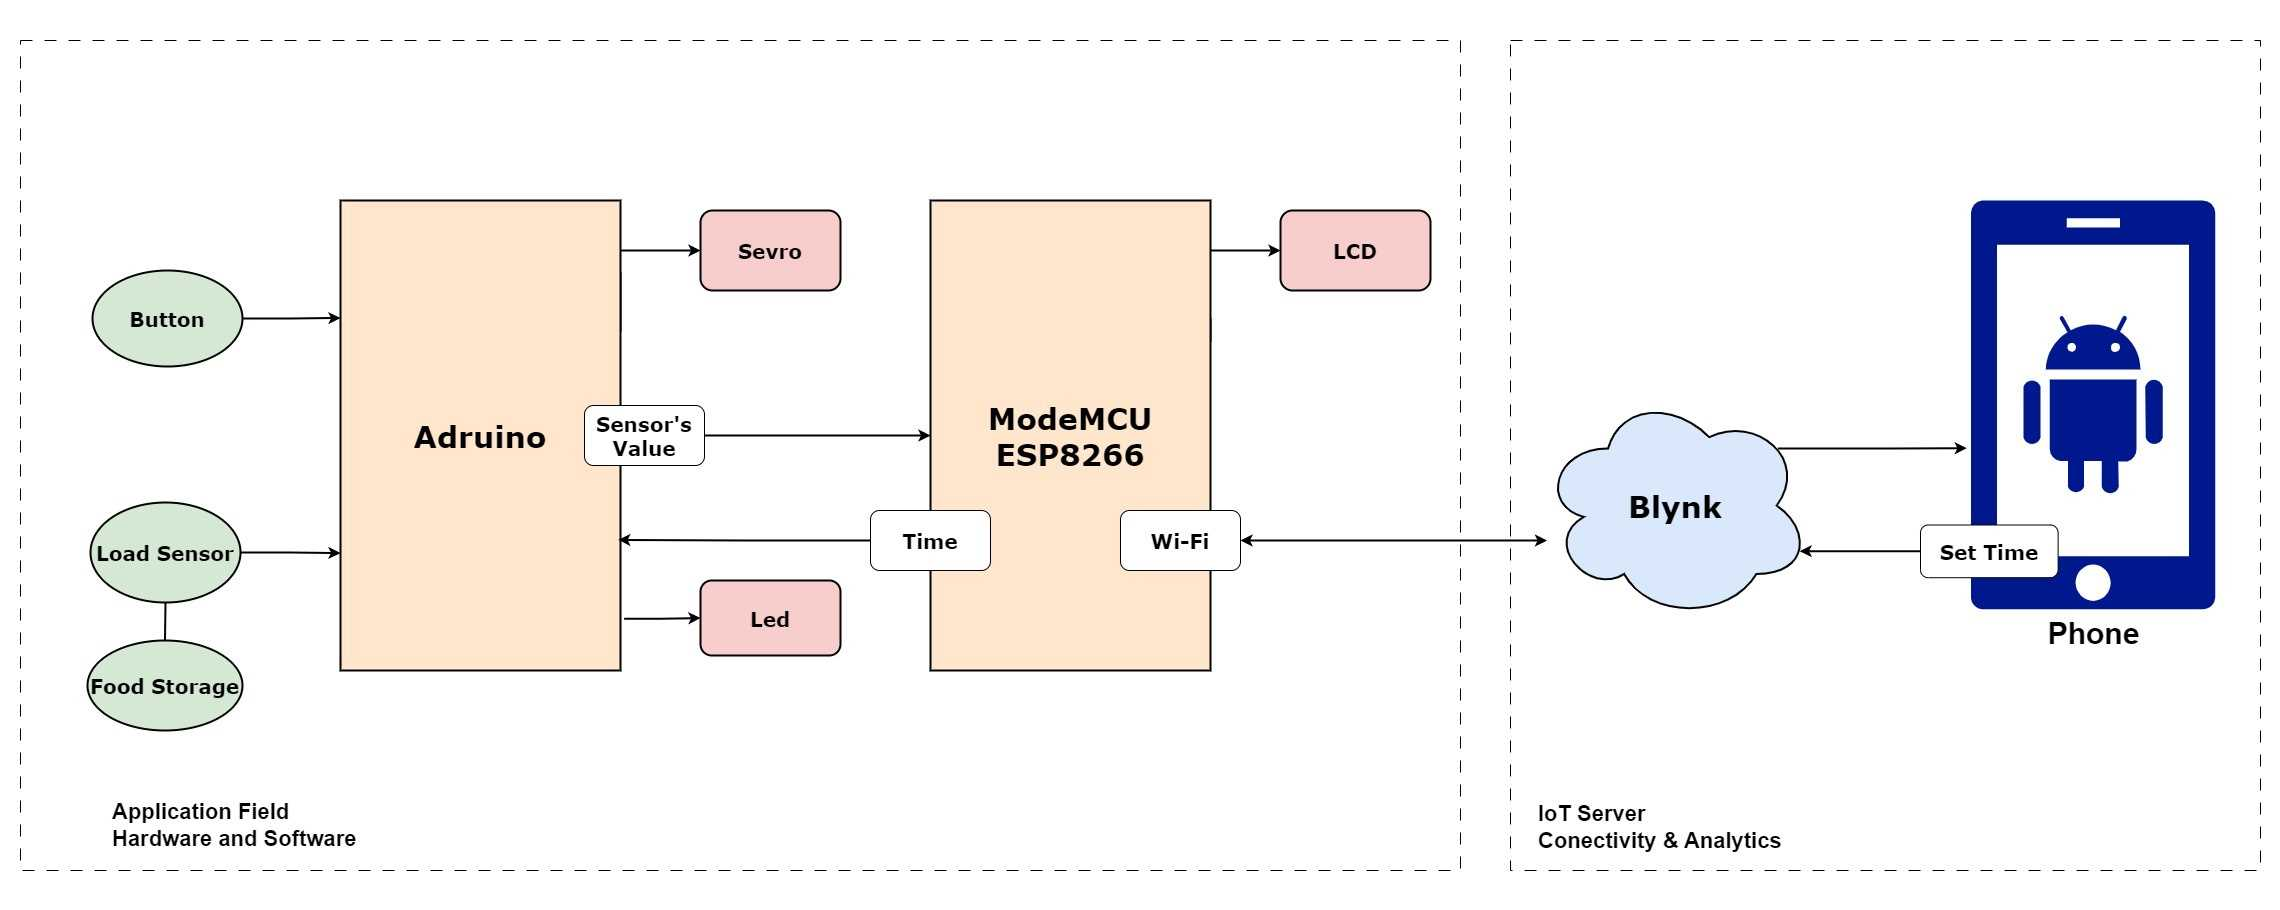 Button
Load Sensor
Food Storage
Adruino
Sensor's
Value
Sevro
Led
Time
ModeMCU
ESP8266
Wi-Fi
LCD
Blynk
Set Time
Phone
Application Field
Hardware and Software
IoT Server
Conectivity & Analytics